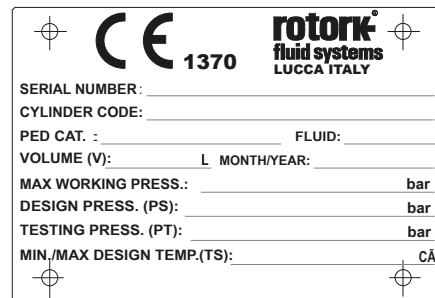 CE 1370 rotork®
fluid systems
LUCCA ITALY
SERIAL NUMBER:
CYLINDER CODE:
PED CAT. : FLUID:
VOLUME (V): L MONTH/YEAR:
MAX WORKING PRESS.: bar
DESIGN PRESS. (PS): bar
TESTING PRESS. (PT): bar
MIN./MAX DESIGN TEMP.(TS): CÃ